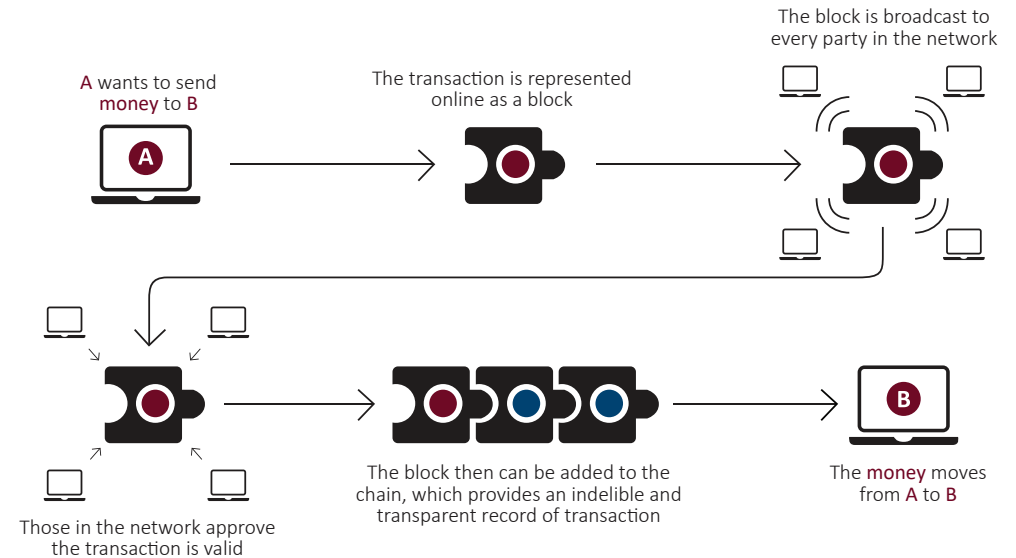 A wants to send
money to B
A
The transaction is represented
online as a block
The block is broadcast to
every party in the network
Those in the network approve
the transaction is valid
The block then can be added to the
chain, which provides an indelible and
transparent record of transaction
B
The money moves
from A to B